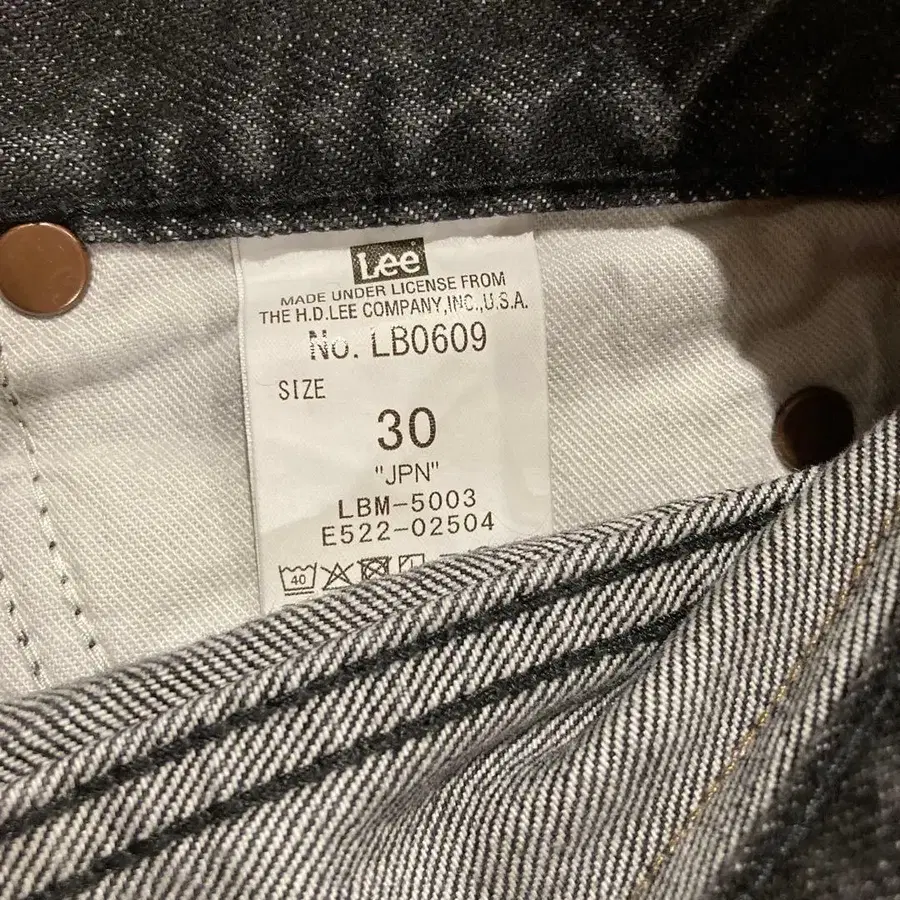 Lee
MADE UNDER LICENSE FROM
THE H.D.LEE COMPANY,INC.,U.S.A.
No. LB0609
SIZE
30
"JPN"
LBM-5003
E522-02504
40